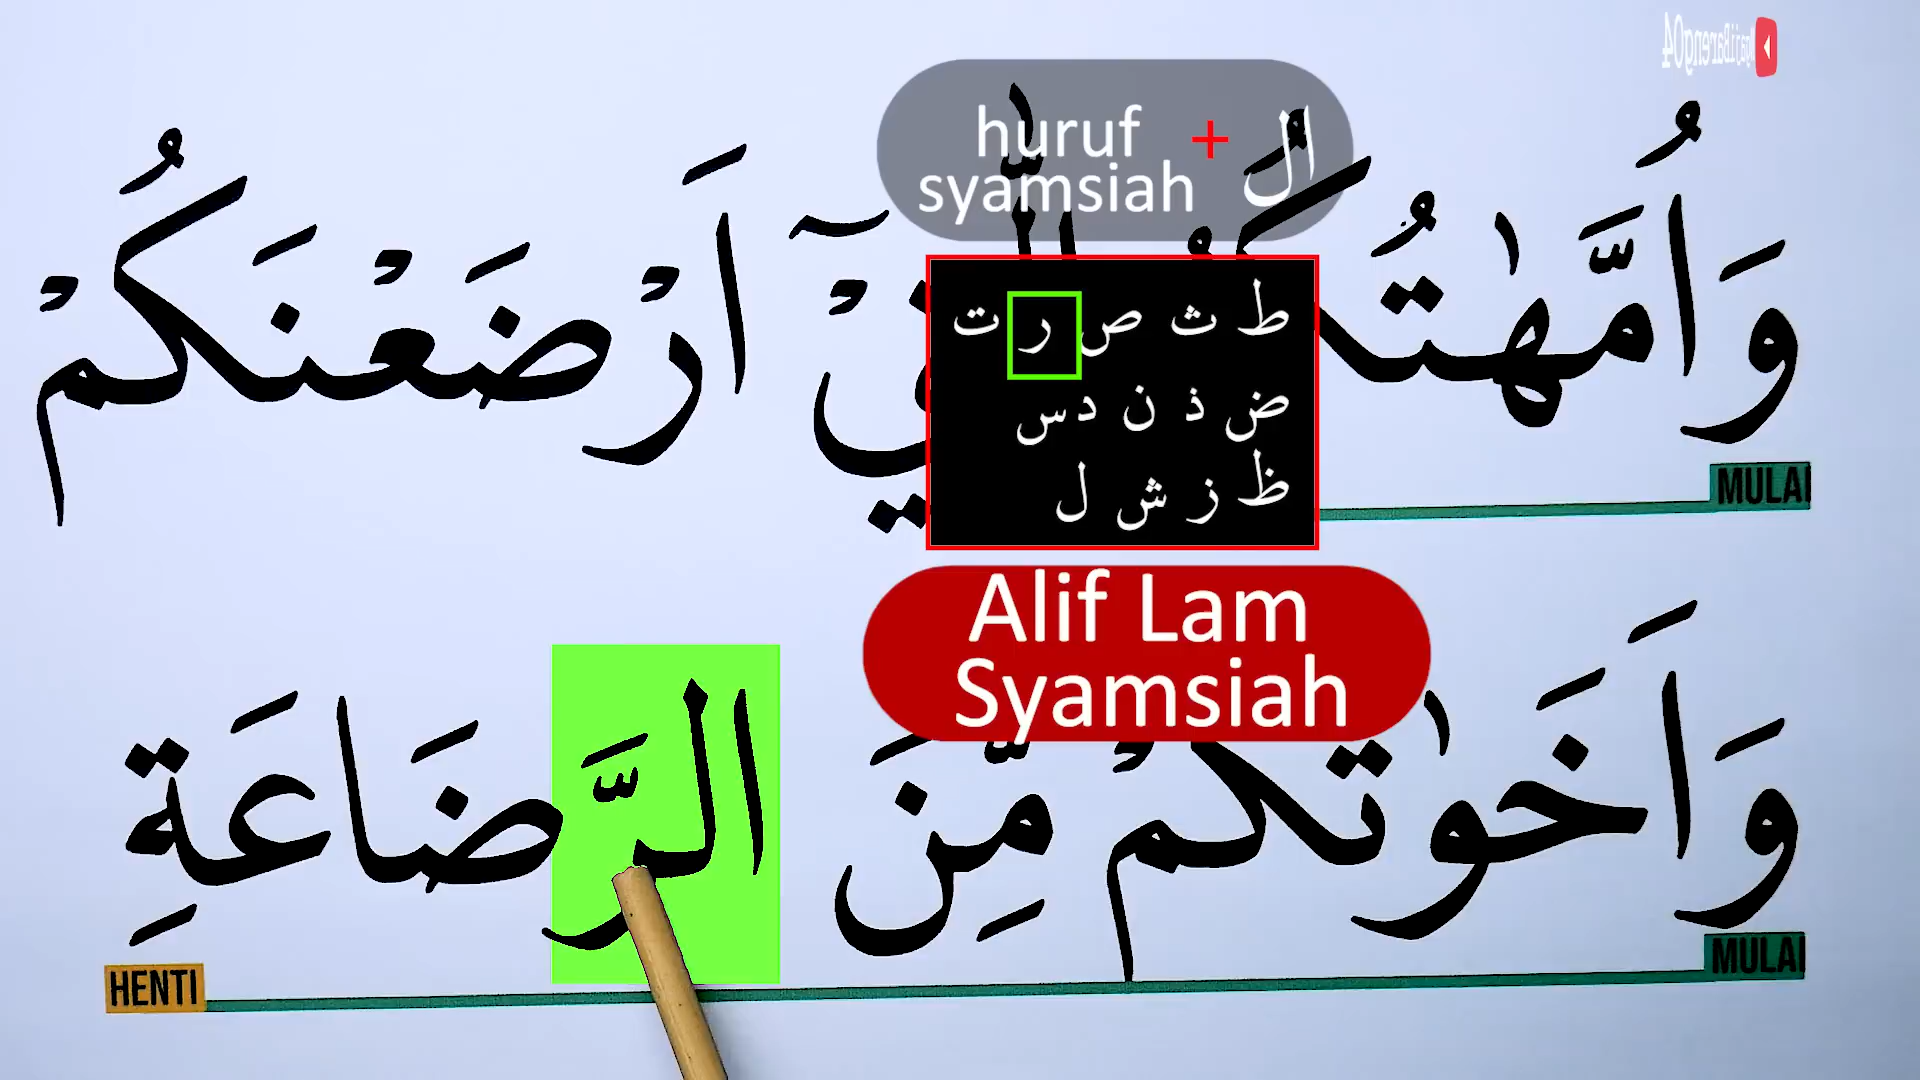 huruf syamsiah + ال
وَاُمَّهٰتُكُمُ الّٰتِيْٓ اَرْضَعْنَكُمْ
ط ث ص ر ت
ض ذ ن د س
ظ ز ش ل
MULAI
Alif Lam
Syamsiah
وَاَخَوٰتُكُمْ مِّنَ الرَّضَاعَةِ
MULAI
HENTI